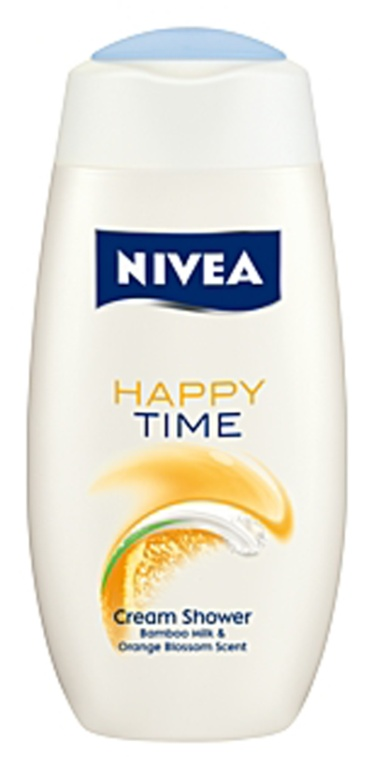 NIVEA
HAPPY
TIME
Cream Shower
Bamboo Milk &
Orange Blossom Scent